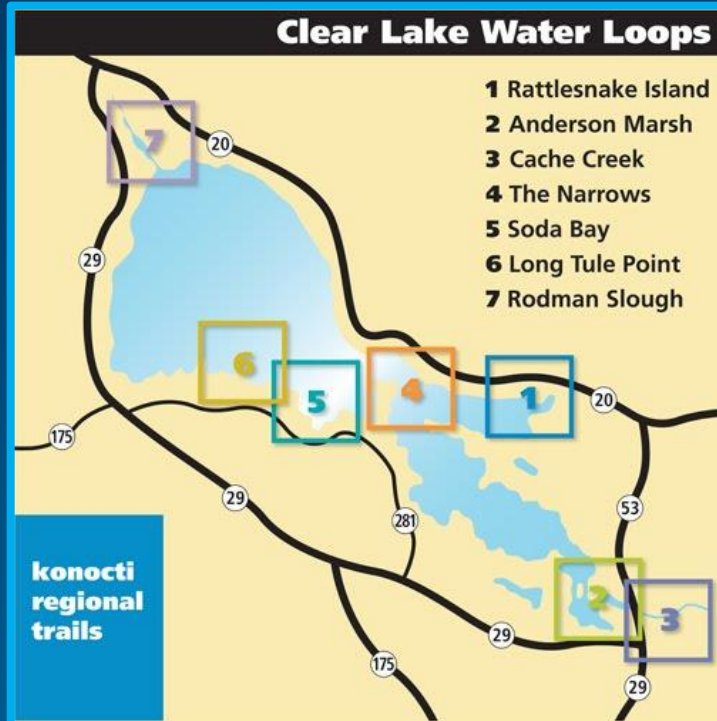 Clear Lake Water Loops
1 Rattlesnake Island
2 Anderson Marsh
3 Cache Creek
4 The Narrows
5 Soda Bay
6 Long Tule Point
7 Rodman Slough
7
20
29
6
5
4
1
20
175
29
281
53
konocti
regional
trails
2
3
29
175
29